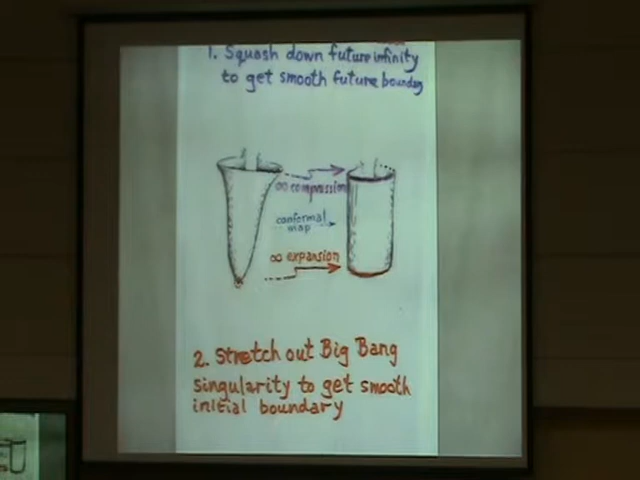 1. Squash down future infinity
to get smooth future boundary
∞ compression
conformal
map
∞ expansion
2. Stretch out Big Bang
singularity to get smooth
initial boundary